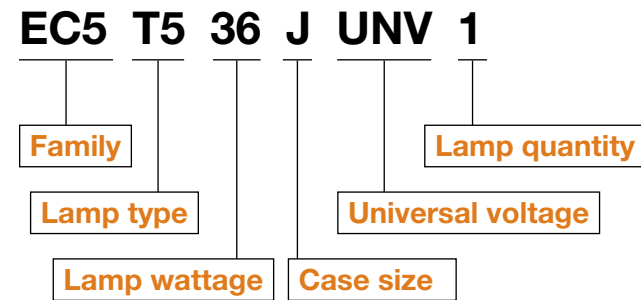 EC5 T5 36 J UNV 1
Family
Lamp quantity
Lamp type
Universal voltage
Lamp wattage
Case size